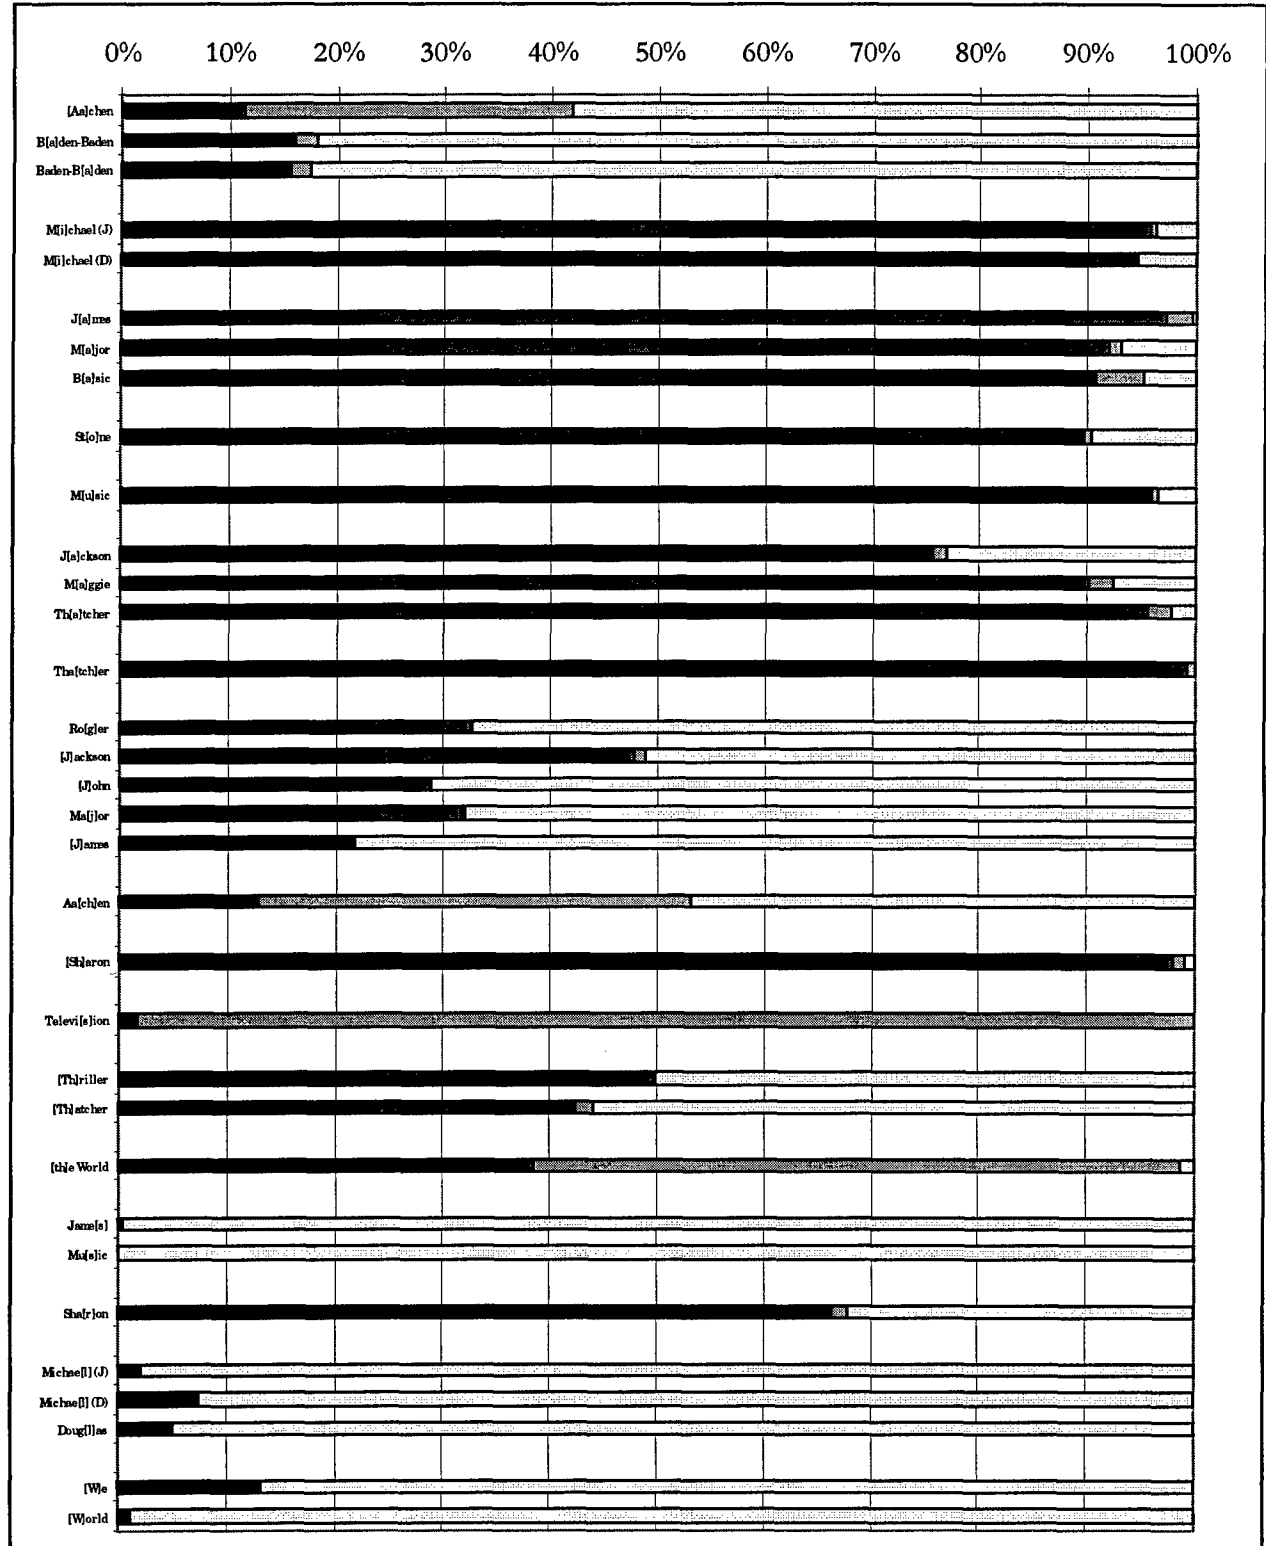 0% 10% 20% 30% 40% 50% 60% 70% 80% 90% 100%
[Aa]chen
B[a]den-Baden
Baden-B[a]den
M[i]chael (J)
M[i]chael (D)
J[a]mes
M[a]jor
B[a]sic
St[o]ne
M[u]sic
J[a]ckson
M[a]ggie
Th[a]tcher
Tha[tch]er
Ro[g]er
[J]ackson
[J]ohn
Ma[j]or
[J]ames
Aa[ch]en
[Sh]aron
Televi[s]ion
[Th]riller
[Th]atcher
[th]e World
Jame[s]
Mu[s]ic
Sha[r]on
Michae[l] (J)
Michae[l] (D)
Doug[l]as
[W]e
[W]orld